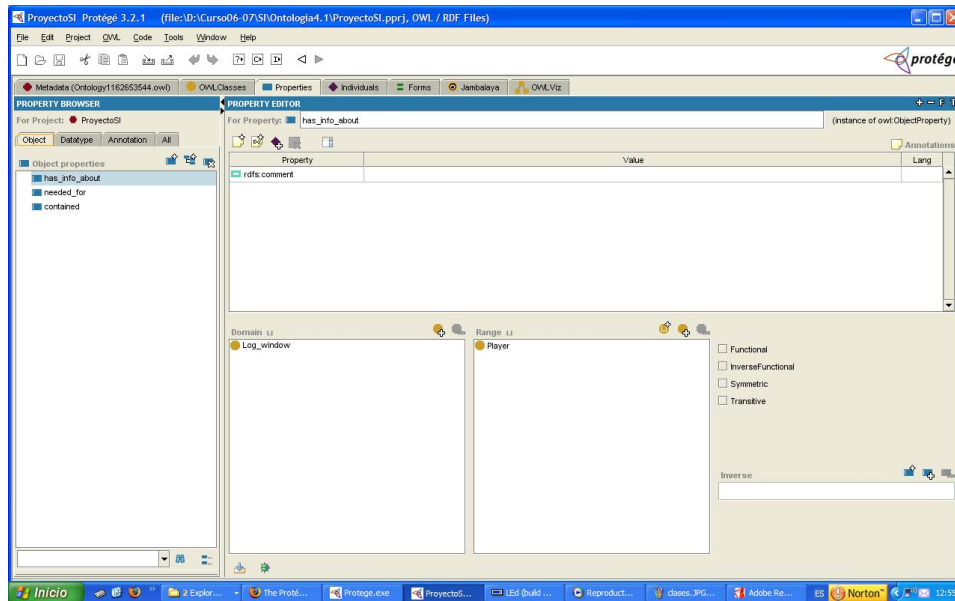 ProyectoSI Protégé 3.2.1 (file:\D:\Curso06-07\SI\Ontologia4.1\ProyectoSI.pprj, OWL / RDF Files)
File Edit Project OWL Code Tools Window Help
protégé
Metadata (Ontology1162653544.owl) OWLClasses Properties Individuals Forms Jambalaya OWLViz
PROPERTY BROWSER
PROPERTY EDITOR
+ – F T
For Project: ProyectoSI
For Property: has_info_about (instance of owl:ObjectProperty)
Object Datatype Annotation All
Annotations
Object properties
Property Value Lang
has_info_about
rdfs:comment
needed_for
contained
Domain ⊔
Range ⊔
Log_window
Player
Functional
InverseFunctional
Symmetric
Transitive
Inverse
Inicio 2 Explor... The Proté... Protege.exe ProyectoS... LEd (build ... Reproduct... clases.JPG... Adobe Re... ES Norton™ 12:55